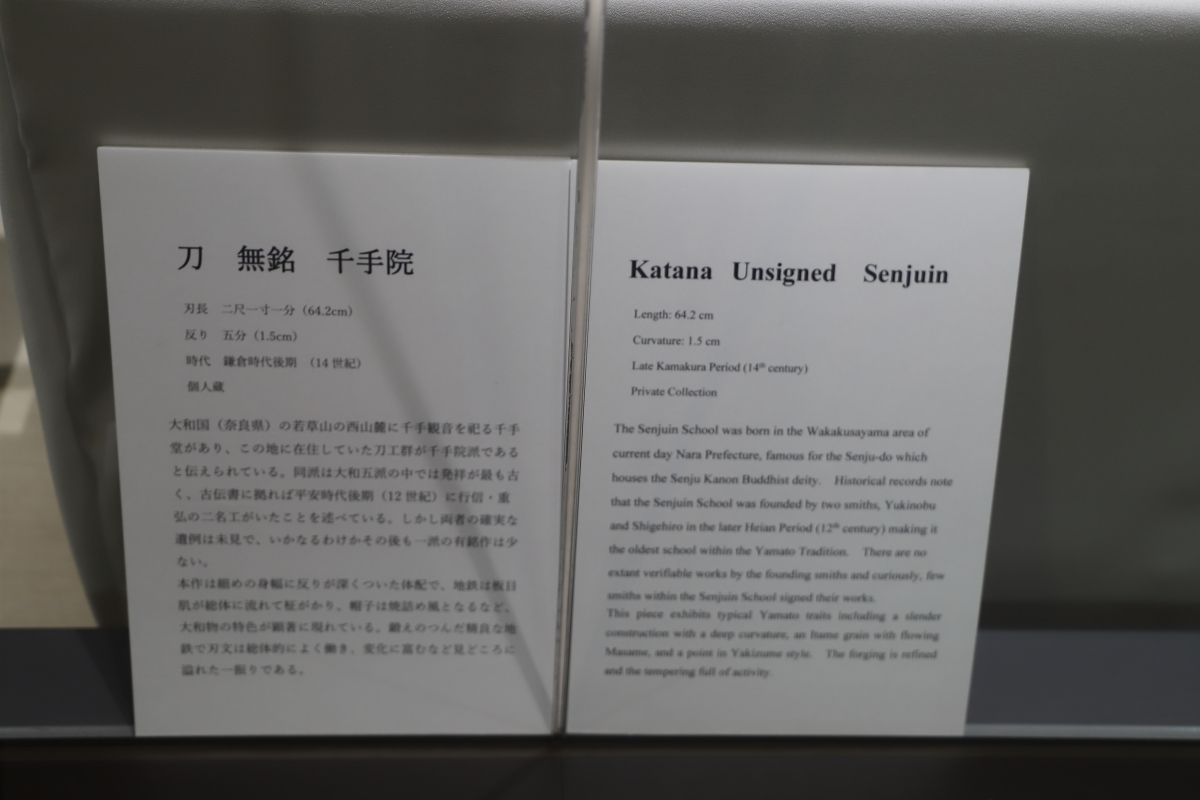 刀　無銘　千手院
刃長　二尺一寸一分（64.2cm）
反り　五分（1.5cm）
時代　鎌倉時代後期　（14世紀）
個人蔵
大和国（奈良県）の若草山の西山麓に千手観音を祀る千手
堂があり、この地に在住していた刀工群が千手院派である
と伝えられている。同派は大和五派の中では発祥が最も古
く、古伝書に拠れば平安時代後期（12世紀）に行信・重
弘の二名工がいたことを述べている。しかし両者の確実な
遺例は未見で、いかなるわけかその後も一派の有銘作は少
ない。
本作は細めの身幅に反りが深くついた体配で、地鉄は板目
肌が総体に流れて柾がかり、帽子は焼詰め風となるなど、
大和物の特色が顕著に現れている。鍛えのつんだ精良な地
鉄で刃文は総体的によく働き、変化に富むなど見どころに
溢れた一振りである。
Katana Unsigned Senjuin
Length: 64.2 cm
Curvature: 1.5 cm
Late Kamakura Period (14th century)
Private Collection
The Senjuin School was born in the Wakakusayama area of
current day Nara Prefecture, famous for the Senju-do which
houses the Senju Kanon Buddhist deity. Historical records note
that the Senjuin School was founded by two smiths, Yukinobu
and Shigehiro in the later Heian Period (12th century) making it
the oldest school within the Yamato Tradition. There are no
extant verifiable works by the founding smiths and curiously, few
smiths within the Senjuin School signed their works.
This piece exhibits typical Yamato traits including a slender
construction with a deep curvature, an Itame grain with flowing
Masame, and a point in Yakizume style. The forging is refined
and the tempering full of activity.